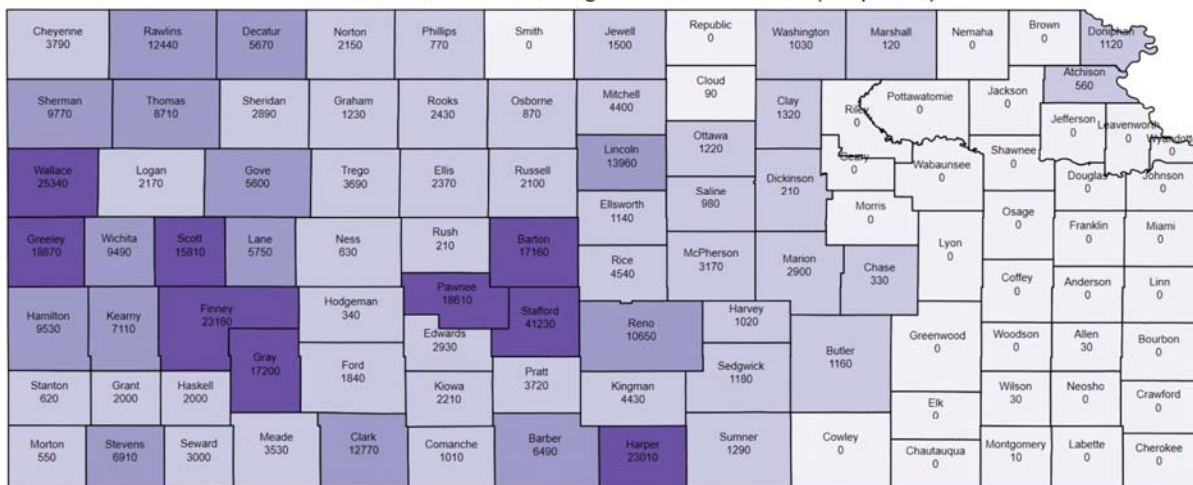 Cheyenne
3790
Rawlins
12440
Decatur
5670
Norton
2150
Phillips
770
Smith
0
Jewell
1500
Republic
0
Washington
1030
Marshall
120
Nemaha
0
Brown
0
Doniphan
1120
Sherman
9770
Thomas
8710
Sheridan
2890
Graham
1230
Rooks
2430
Osborne
870
Mitchell
4400
Cloud
90
Clay
1320
Riley
0
Pottawatomie
0
Jackson
0
Atchison
560
Jefferson
0
Leavenworth
0
Wyandott
0
Wallace
25340
Logan
2170
Gove
5600
Trego
3690
Ellis
2370
Russell
2100
Lincoln
13960
Ottawa
1220
Dickinson
210
Geary
0
Wabaunsee
0
Shawnee
0
Douglas
0
Johnson
0
Ellsworth
1140
Saline
980
Morris
0
Osage
0
Franklin
0
Miami
0
Greeley
18870
Wichita
9490
Scott
15810
Lane
5750
Ness
630
Rush
210
Barton
17160
Rice
4540
McPherson
3170
Marion
2900
Chase
330
Lyon
0
Coffey
0
Anderson
0
Linn
0
Hamilton
9530
Kearny
7110
Finney
23160
Hodgeman
340
Pawnee
18610
Stafford
41230
Edwards
2930
Reno
10650
Harvey
1020
Butler
1160
Greenwood
0
Woodson
0
Allen
30
Bourbon
0
Gray
17200
Ford
1840
Kiowa
2210
Pratt
3720
Kingman
4430
Sedgwick
1180
Elk
0
Wilson
30
Neosho
0
Crawford
0
Stanton
620
Grant
2000
Haskell
2000
Morton
550
Stevens
6910
Seward
3000
Meade
3530
Clark
12770
Comanche
1010
Barber
6490
Harper
23010
Sumner
1290
Cowley
0
Chautauqua
0
Montgomery
10
Labette
0
Cherokee
0